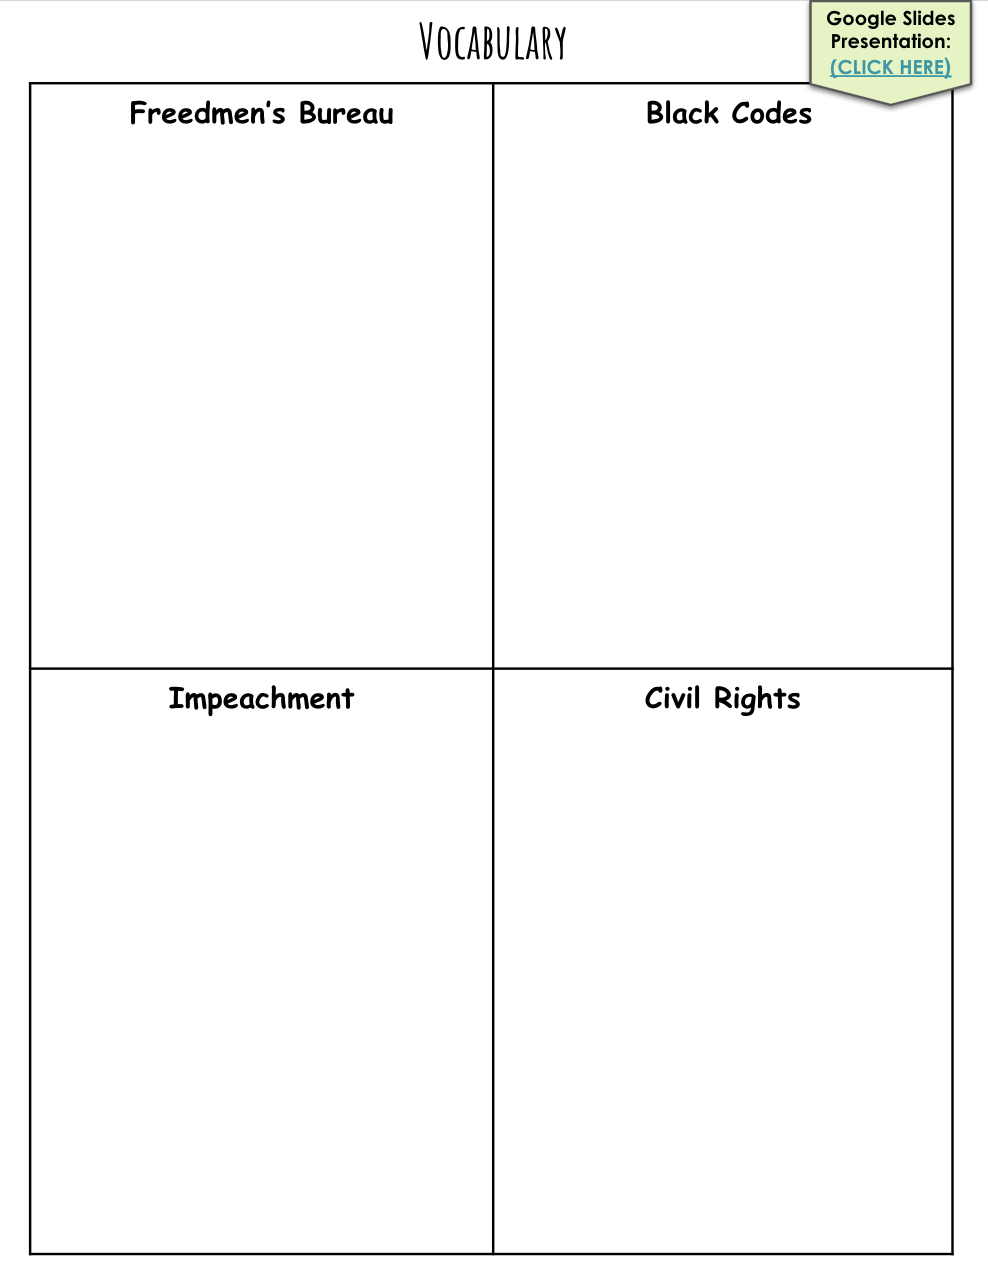 Vocabulary
Google Slides
Presentation:
(CLICK HERE)
Freedmen's Bureau
Black Codes
Impeachment
Civil Rights